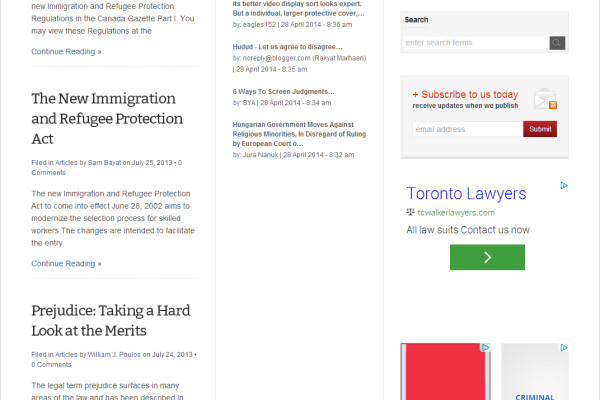 new Immigration and Refugee Protection
Regulations in the Canada Gazette Part I. You
may view these Regulations at the
Continue Reading »
The New Immigration
and Refugee Protection
Act
Filed in Articles by Sam Bayat on July 25, 2013 • 0
Comments
The new Immigration and Refugee Protection
Act to come into effect June 28, 2002 aims to
modernize the selection process for skilled
workers The changes are intended to facilitate
the entry
Continue Reading »
Prejudice: Taking a Hard
Look at the Merits
Filed in Articles by William J. Poulos on July 24, 2013 •
0 Comments
The legal term prejudice surfaces in many
areas of the law and has been described in
its better video display sort looks expert.
But a individual, larger protective cover,...
by: eagles152 | 28 April 2014 - 8:36 am
Hudud - Let us agree to disagree...
by: noreply@blogger.com (Rakyat Marhaen)
| 28 April 2014 - 8:35 am
6 Ways To Screen Judgments...
by: SYA | 28 April 2014 - 8:34 am
Hungarian Government Moves Against
Religious Minorities, In Disregard of Ruling
by European Court o...
by: Jura Nanuk | 28 April 2014 - 8:32 am
Search
enter search terms
+ Subscribe to us today
receive updates when we publish
email address
Submit
Toronto Lawyers
tcwalkerlawyers.com
All law suits Contact us now
CRIMINAL